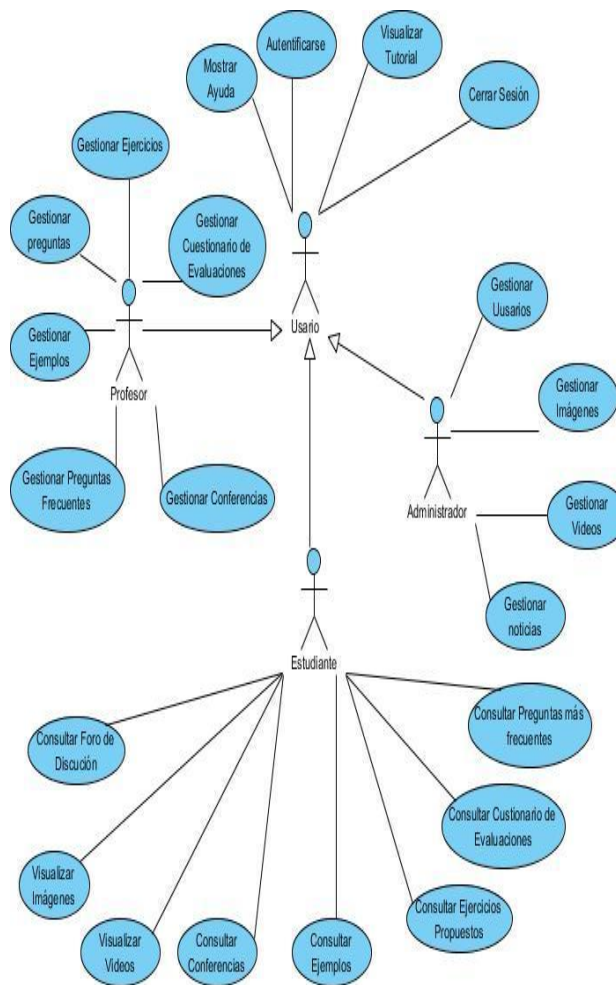 Autentificarse
Visualizar
Tutorial
Mostrar
Ayuda
Cerrar Sesión
Gestionar Ejercicios
Gestionar
preguntas
Gestionar
Cuestionario de
Evaluaciones
Gestionar
Uusarios
Usario
Gestionar
Ejemplos
Profesor
Gestionar
Imágenes
Gestionar Preguntas
Frecuentes
Gestionar Conferencias
Administrador
Gestionar
Videos
Gestionar
noticias
Estudiante
Consultar Foro de
Discución
Consultar Preguntas más
frecuentes
Consultar Custionario de
Evaluaciones
Visualizar
Imágenes
Consultar Ejercicios
Propuestos
Visualizar
Videos
Consultar
Conferencias
Consultar
Ejemplos